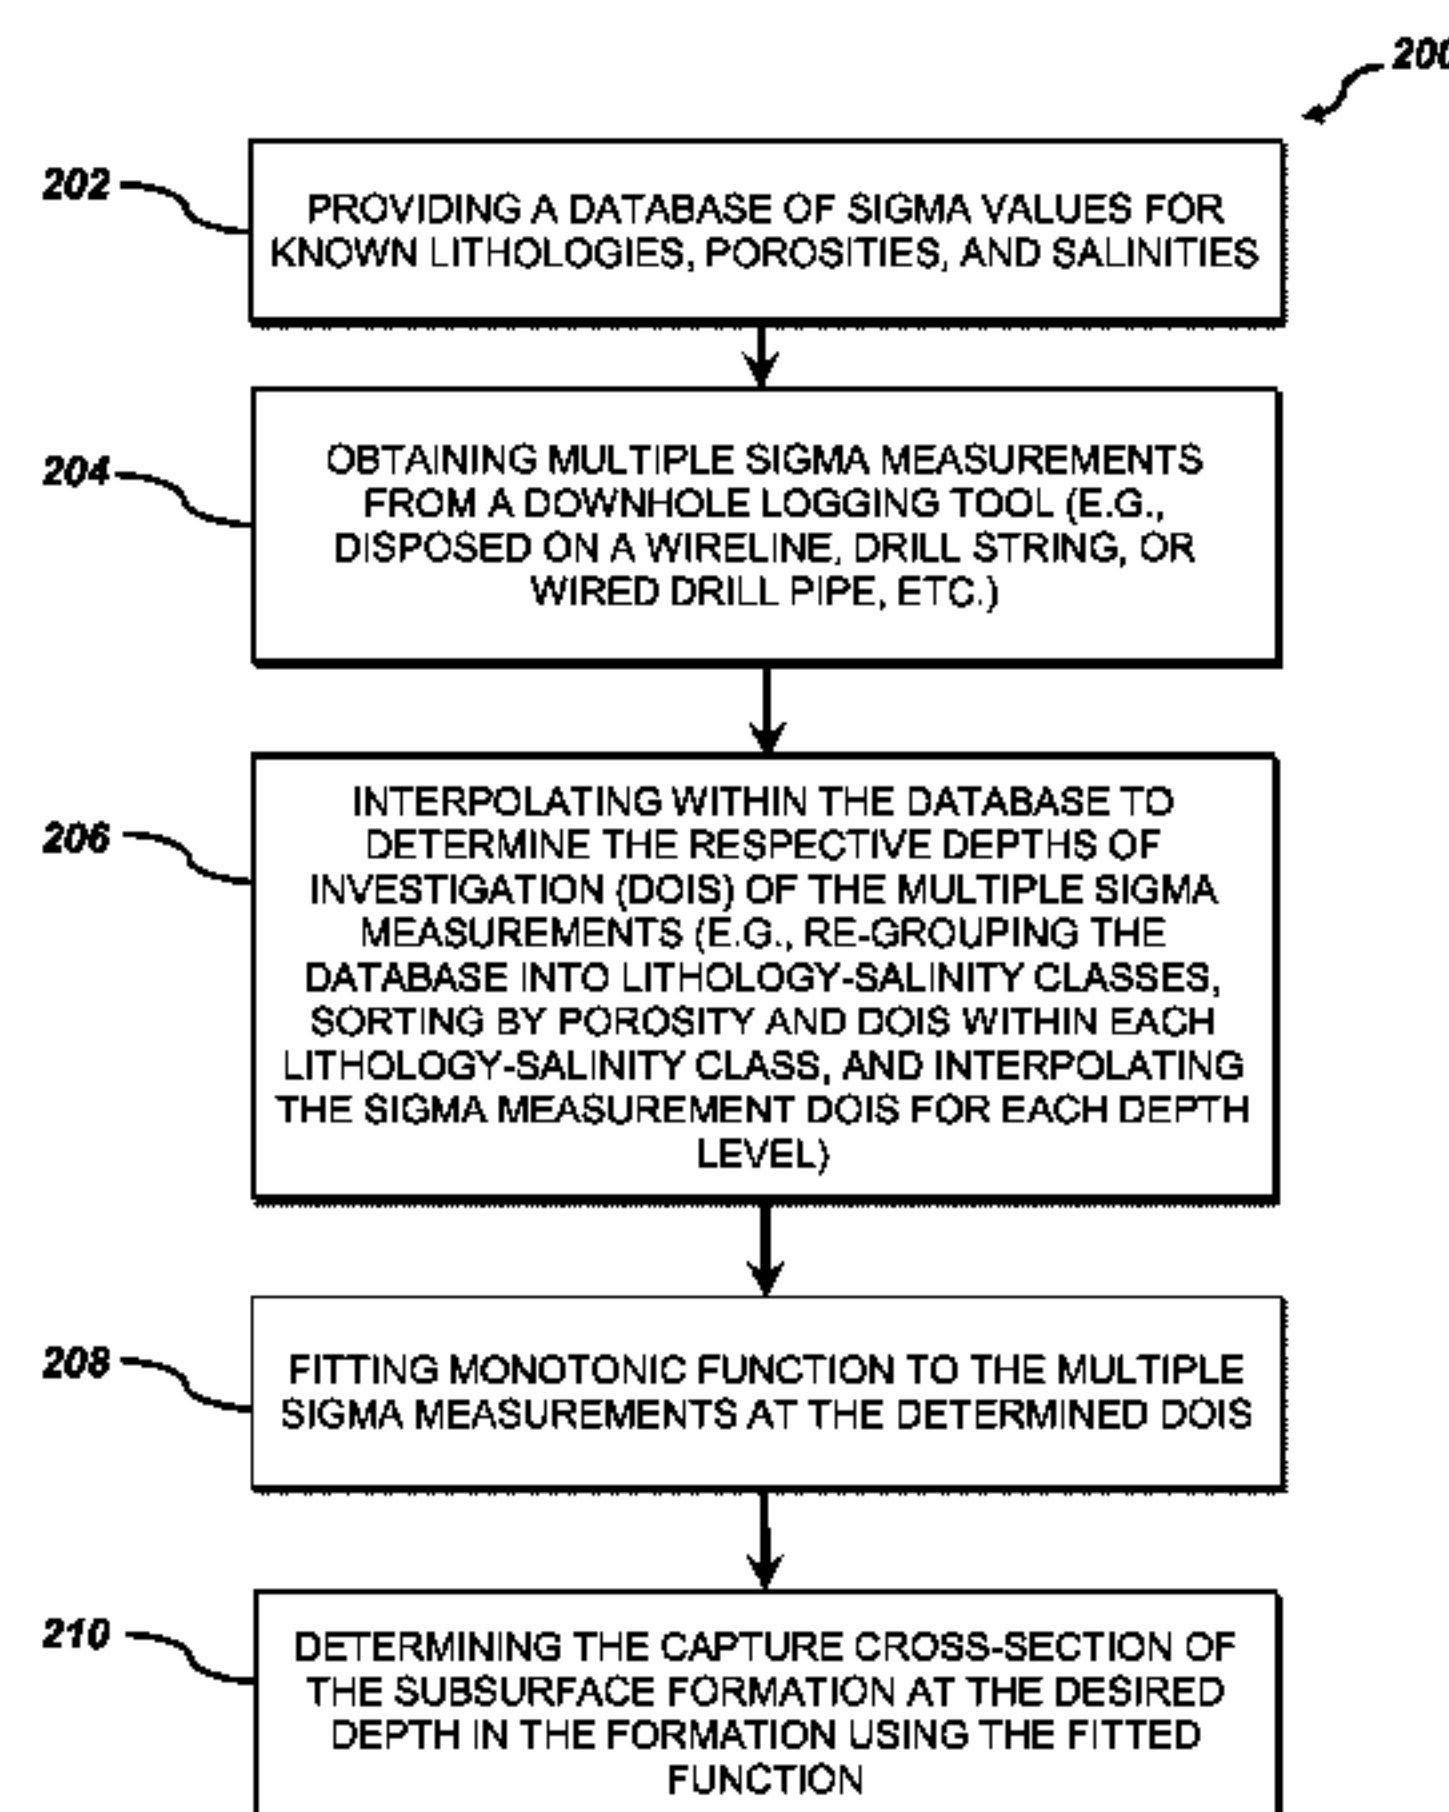 200
202
PROVIDING A DATABASE OF SIGMA VALUES FOR
KNOWN LITHOLOGIES, POROSITIES, AND SALINITIES
204
OBTAINING MULTIPLE SIGMA MEASUREMENTS
FROM A DOWNHOLE LOGGING TOOL (E.G.,
DISPOSED ON A WIRELINE, DRILL STRING, OR
WIRED DRILL PIPE, ETC.)
206
INTERPOLATING WITHIN THE DATABASE TO
DETERMINE THE RESPECTIVE DEPTHS OF
INVESTIGATION (DOIS) OF THE MULTIPLE SIGMA
MEASUREMENTS (E.G., RE-GROUPING THE
DATABASE INTO LITHOLOGY-SALINITY CLASSES,
SORTING BY POROSITY AND DOIS WITHIN EACH
LITHOLOGY-SALINITY CLASS, AND INTERPOLATING
THE SIGMA MEASUREMENT DOIS FOR EACH DEPTH
LEVEL)
208
FITTING MONOTONIC FUNCTION TO THE MULTIPLE
SIGMA MEASUREMENTS AT THE DETERMINED DOIS
210
DETERMINING THE CAPTURE CROSS-SECTION OF
THE SUBSURFACE FORMATION AT THE DESIRED
DEPTH IN THE FORMATION USING THE FITTED
FUNCTION